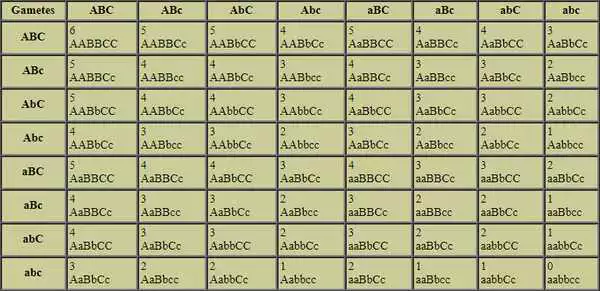 Gametes ABC ABc AbC Abc aBC aBc abC abc
ABC
6 5 5 4 5 4 4 3
AABBCC AABBCc AABbCC AABbCc AaBBCC AaBBCc AaBbCC AaBbCc
ABc
5 4 4 3 4 3 3 2
AABBCc AABBcc AABbCc AABbcc AaBBCc AaBBcc AaBbCc AaBbcc
AbC
5 4 4 3 4 3 3 2
AABbCC AABbCc AAbbCC AAbbCc AaBbCC AaBbCc AabbCC AabbCc
Abc
4 3 3 2 3 2 2 1
AABbCc AABbcc AAbbCc AAbbcc AaBbCc AaBbcc AabbCc Aabbcc
aBC
5 4 4 3 4 3 3 2
AaBBCC AaBBCc AaBbCC AaBbCc aaBBCC aaBBCc aaBbCC aaBbCc
aBc
4 3 3 2 3 2 2 1
AaBBCc AaBBcc AaBbCc AaBbcc aaBBCc aaBBcc aaBbCc aaBbcc
abC
4 3 3 2 3 2 2 1
AaBbCC AaBbCc AabbCC AabbCc aaBbCC aaBbCc aabbCC aabbCc
abc
3 2 2 1 2 1 1 0
AaBbCc AaBbcc AabbCc Aabbcc aaBbCc aaBbcc aabbCc aabbcc